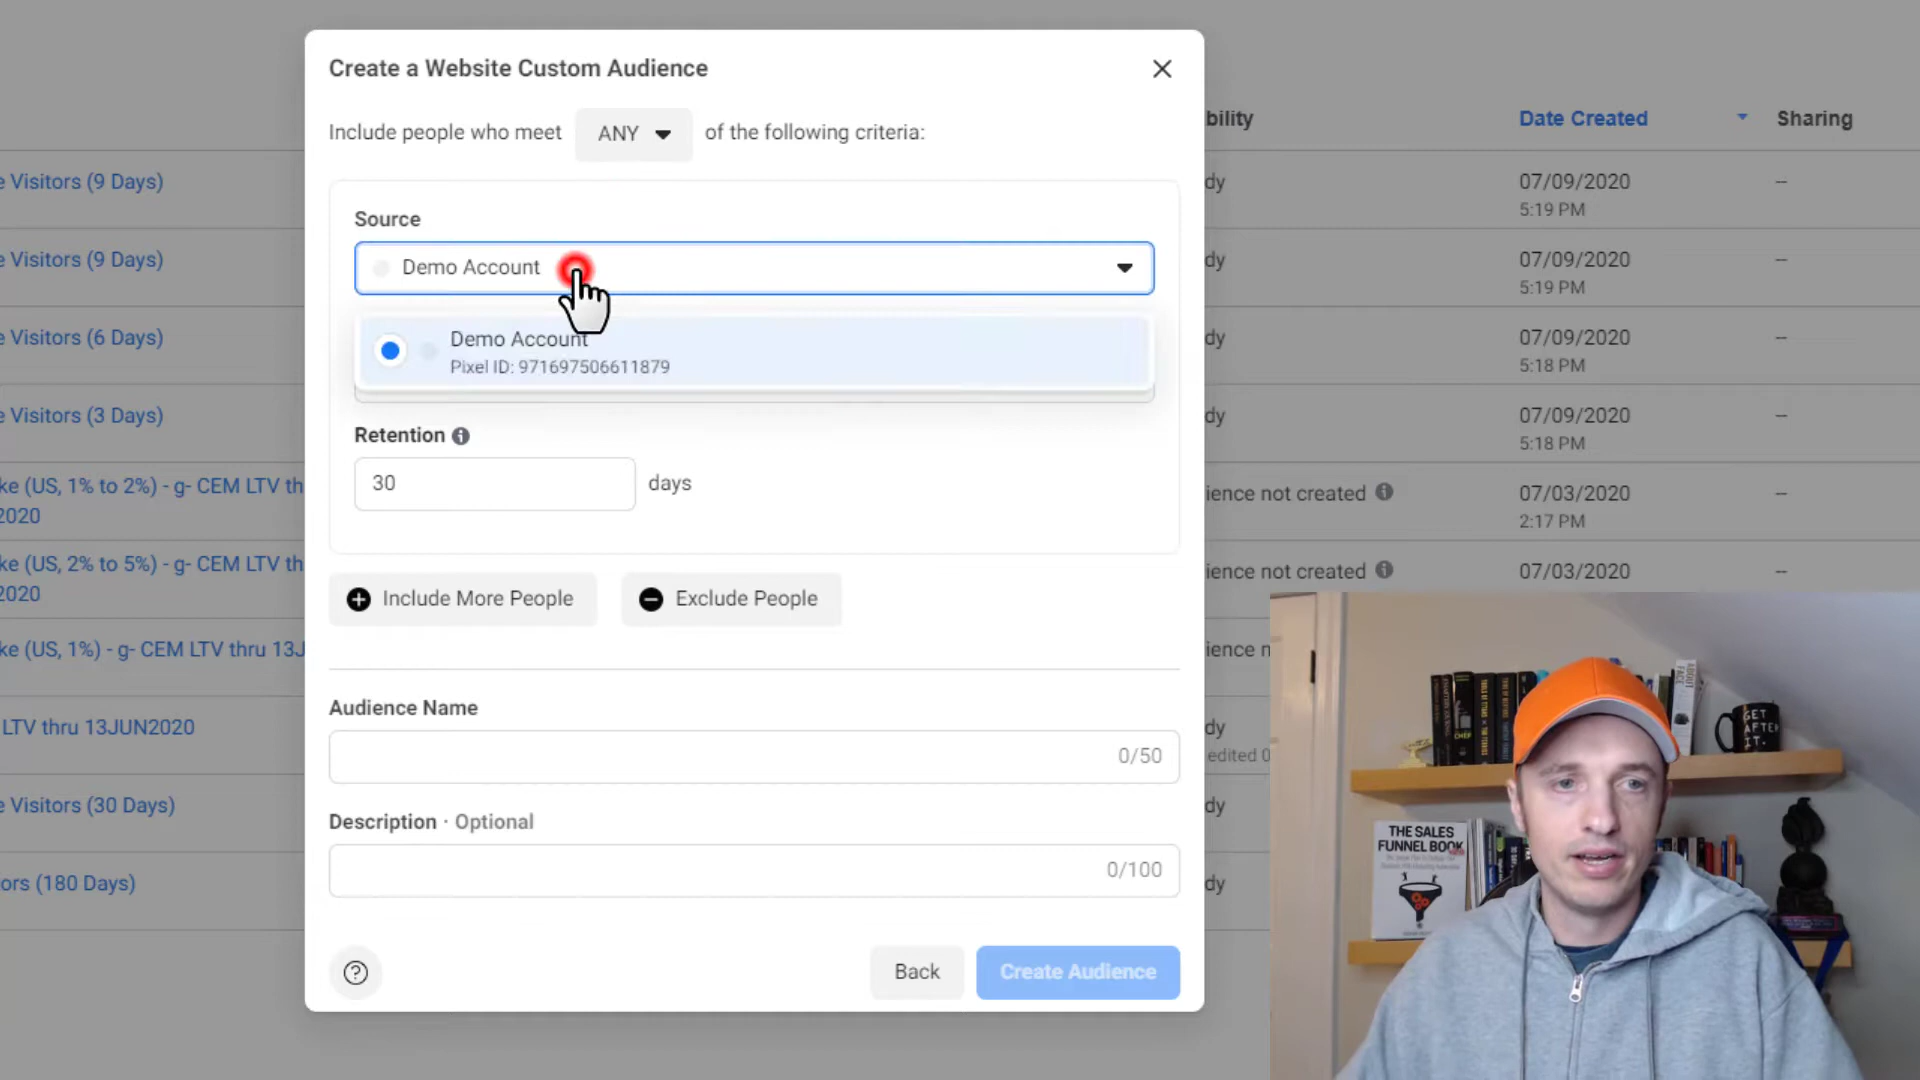 Create a Website Custom Audience
Include people who meet ANY of the following criteria:
Source
Demo Account
Demo Account
Pixel ID: 971697506611879
Retention
30 days
Include More People
Exclude People
Audience Name
0/50
Description · Optional
0/100
Back
Create Audience
bility
Date Created
Sharing
e Visitors (9 Days)
dy
07/09/2020
--
5:19 PM
e Visitors (9 Days)
dy
07/09/2020
--
5:19 PM
e Visitors (6 Days)
dy
07/09/2020
--
5:18 PM
e Visitors (3 Days)
dy
07/09/2020
--
5:18 PM
ke (US, 1% to 2%) - g- CEM LTV th
2020
ience not created
07/03/2020
--
2:17 PM
ke (US, 2% to 5%) - g- CEM LTV th
2020
ience not created
07/03/2020
--
ke (US, 1%) - g- CEM LTV thru 13J
ience n
LTV thru 13JUN2020
dy
edited 0
e Visitors (30 Days)
dy
ors (180 Days)
dy
GET
AFTER
IT.
THE SALES
FUNNEL BOOK